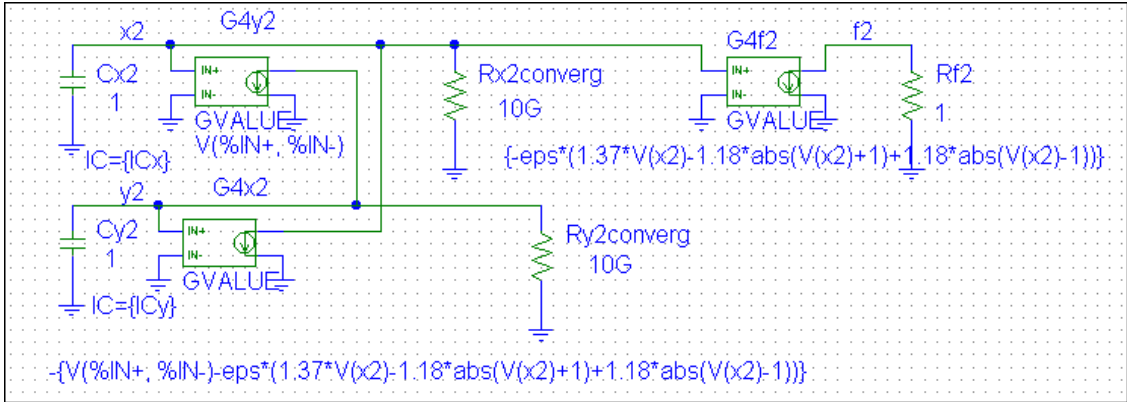 x2
G4y2
G4f2
f2
Cx2
1
IN+
IN-
GVALUE
V(%IN+, %IN-)
IC={ICx}
Rx2converg
10G
IN+
IN-
GVALUE
Rf2
1
{-eps*(1.37*V(x2)-1.18*abs(V(x2)+1)+1.18*abs(V(x2)-1))}
y2
G4x2
Cy2
1
IN+
IN-
GVALUE
IC={ICy}
Ry2converg
10G
-{V(%IN+, %IN-)-eps*(1.37*V(x2)-1.18*abs(V(x2)+1)+1.18*abs(V(x2)-1))}